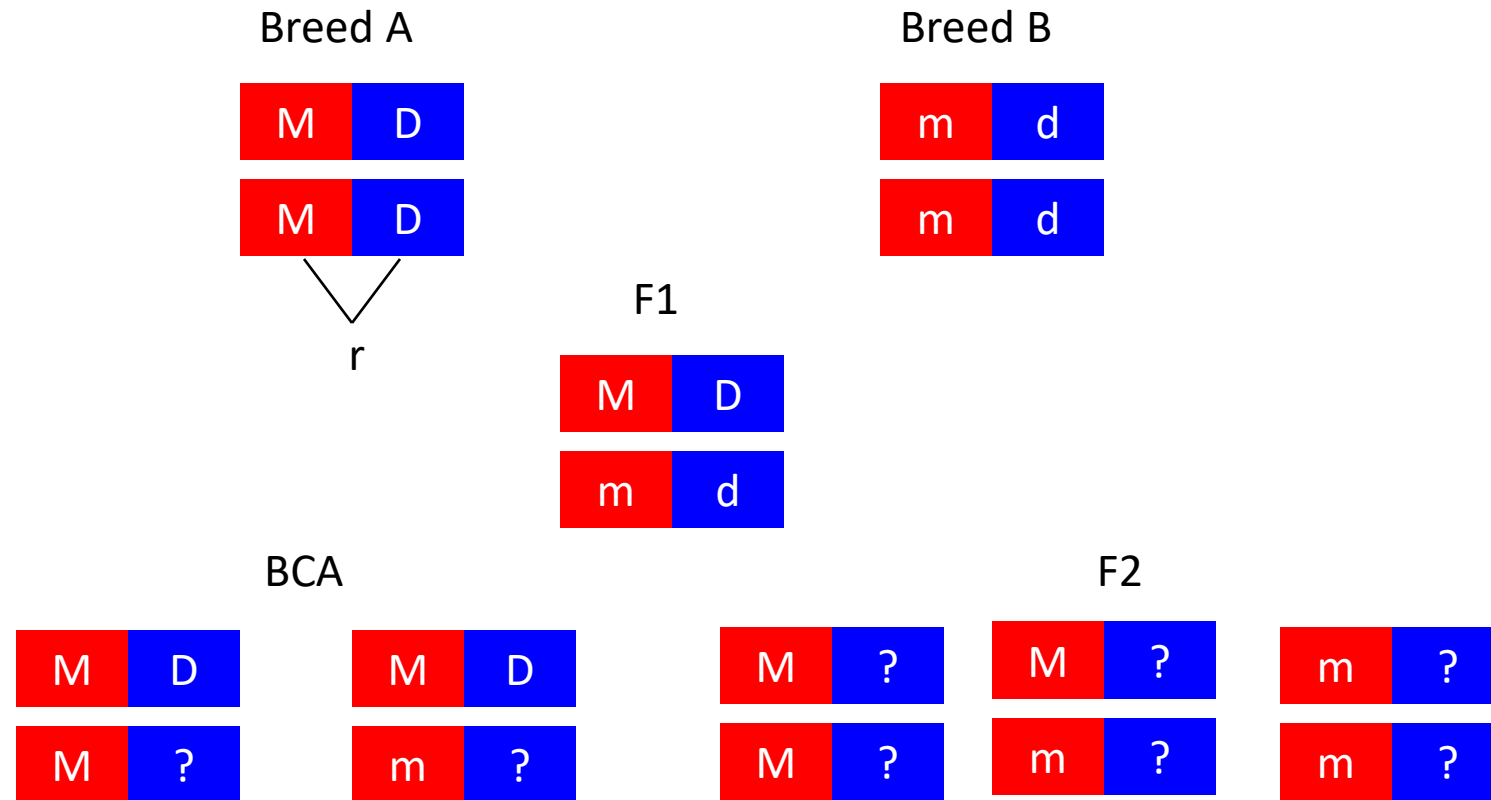 Breed A Breed B
M D m d
M D m d
r
F1
M D
m d
BCA F2
M D M D M ? M ? m ?
M ? m ? M ? m ? m ?